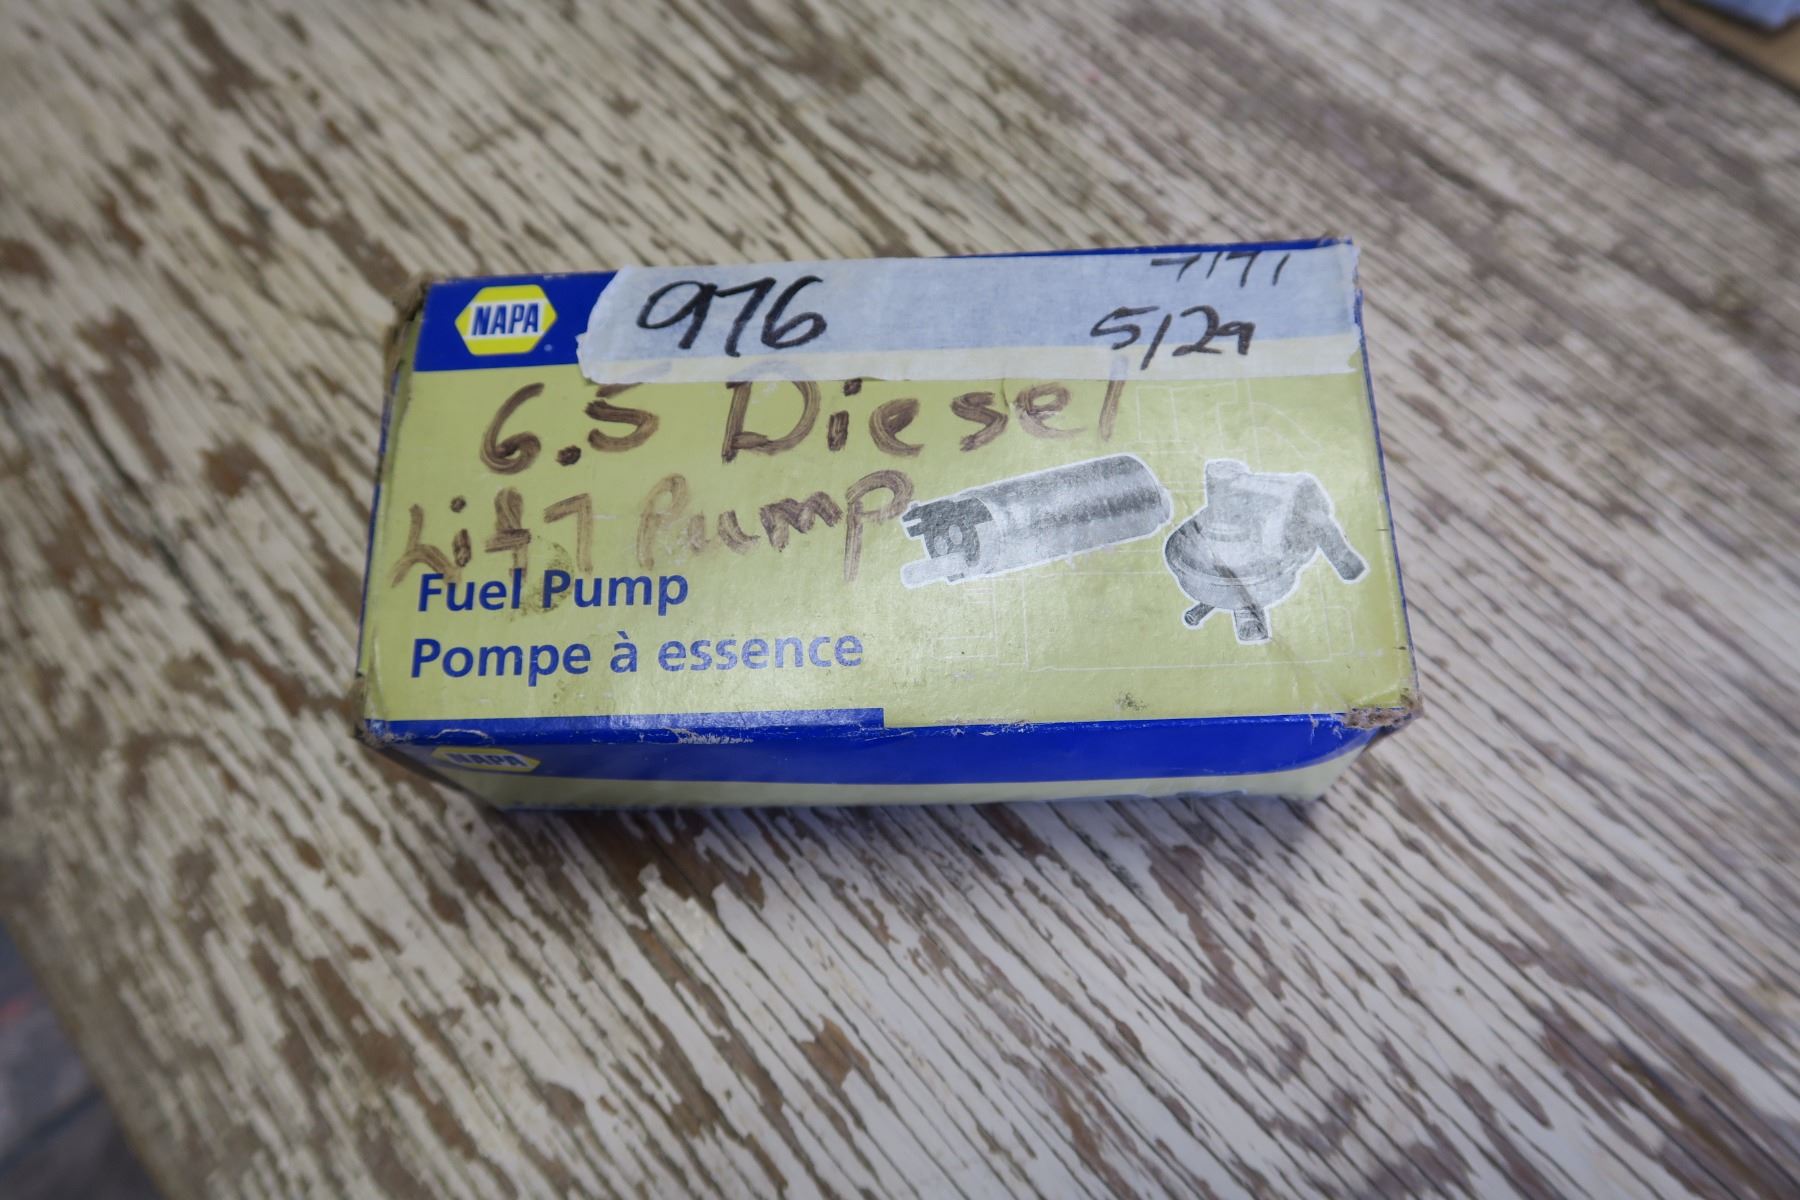 NAPA
976
5/29
6.5 Diesel
Lift Pump
Fuel Pump
Pompe à essence
NAPA